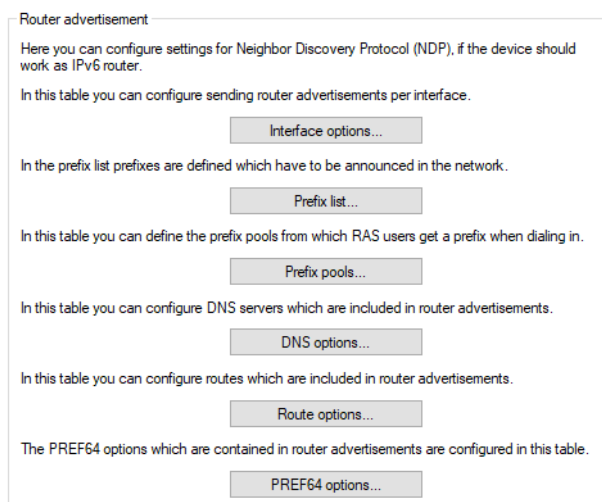 Router advertisement
Here you can configure settings for Neighbor Discovery Protocol (NDP), if the device should
work as IPv6 router.
In this table you can configure sending router advertisements per interface.
Interface options...
In the prefix list prefixes are defined which have to be announced in the network.
Prefix list...
In this table you can define the prefix pools from which RAS users get a prefix when dialing in.
Prefix pools...
In this table you can configure DNS servers which are included in router advertisements.
DNS options...
In this table you can configure routes which are included in router advertisements.
Route options...
The PREF64 options which are contained in router advertisements are configured in this table.
PREF64 options...